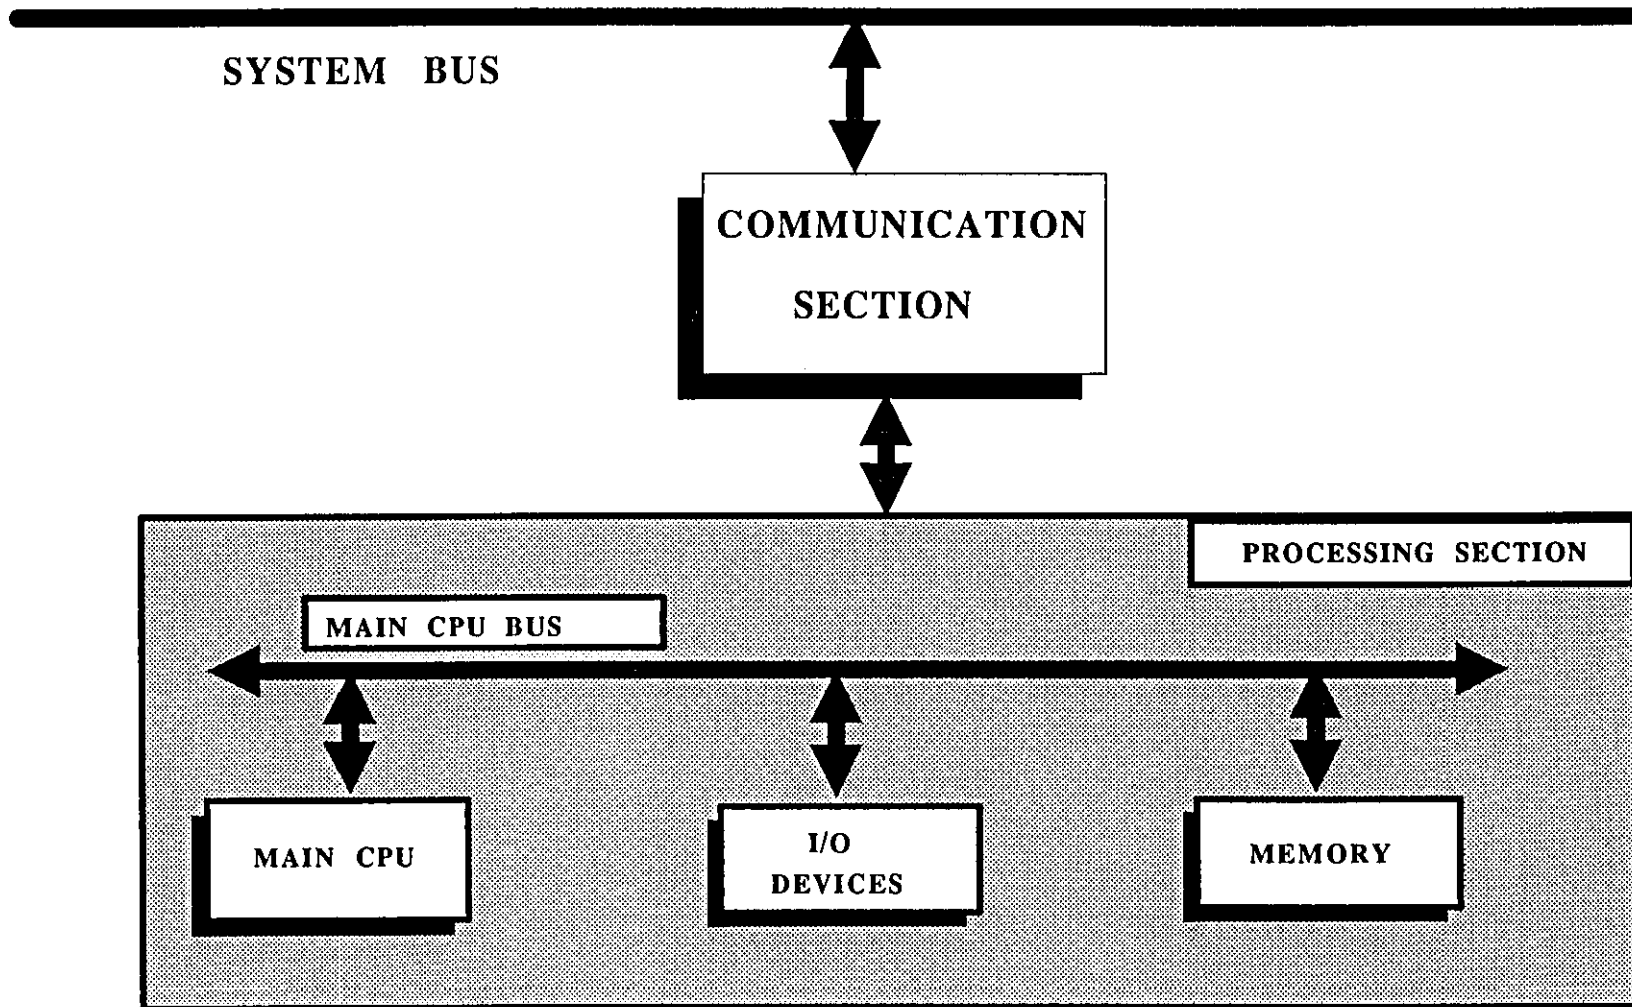 SYSTEM BUS
COMMUNICATION
SECTION
PROCESSING SECTION
MAIN CPU BUS
MAIN CPU
I/O
DEVICES
MEMORY